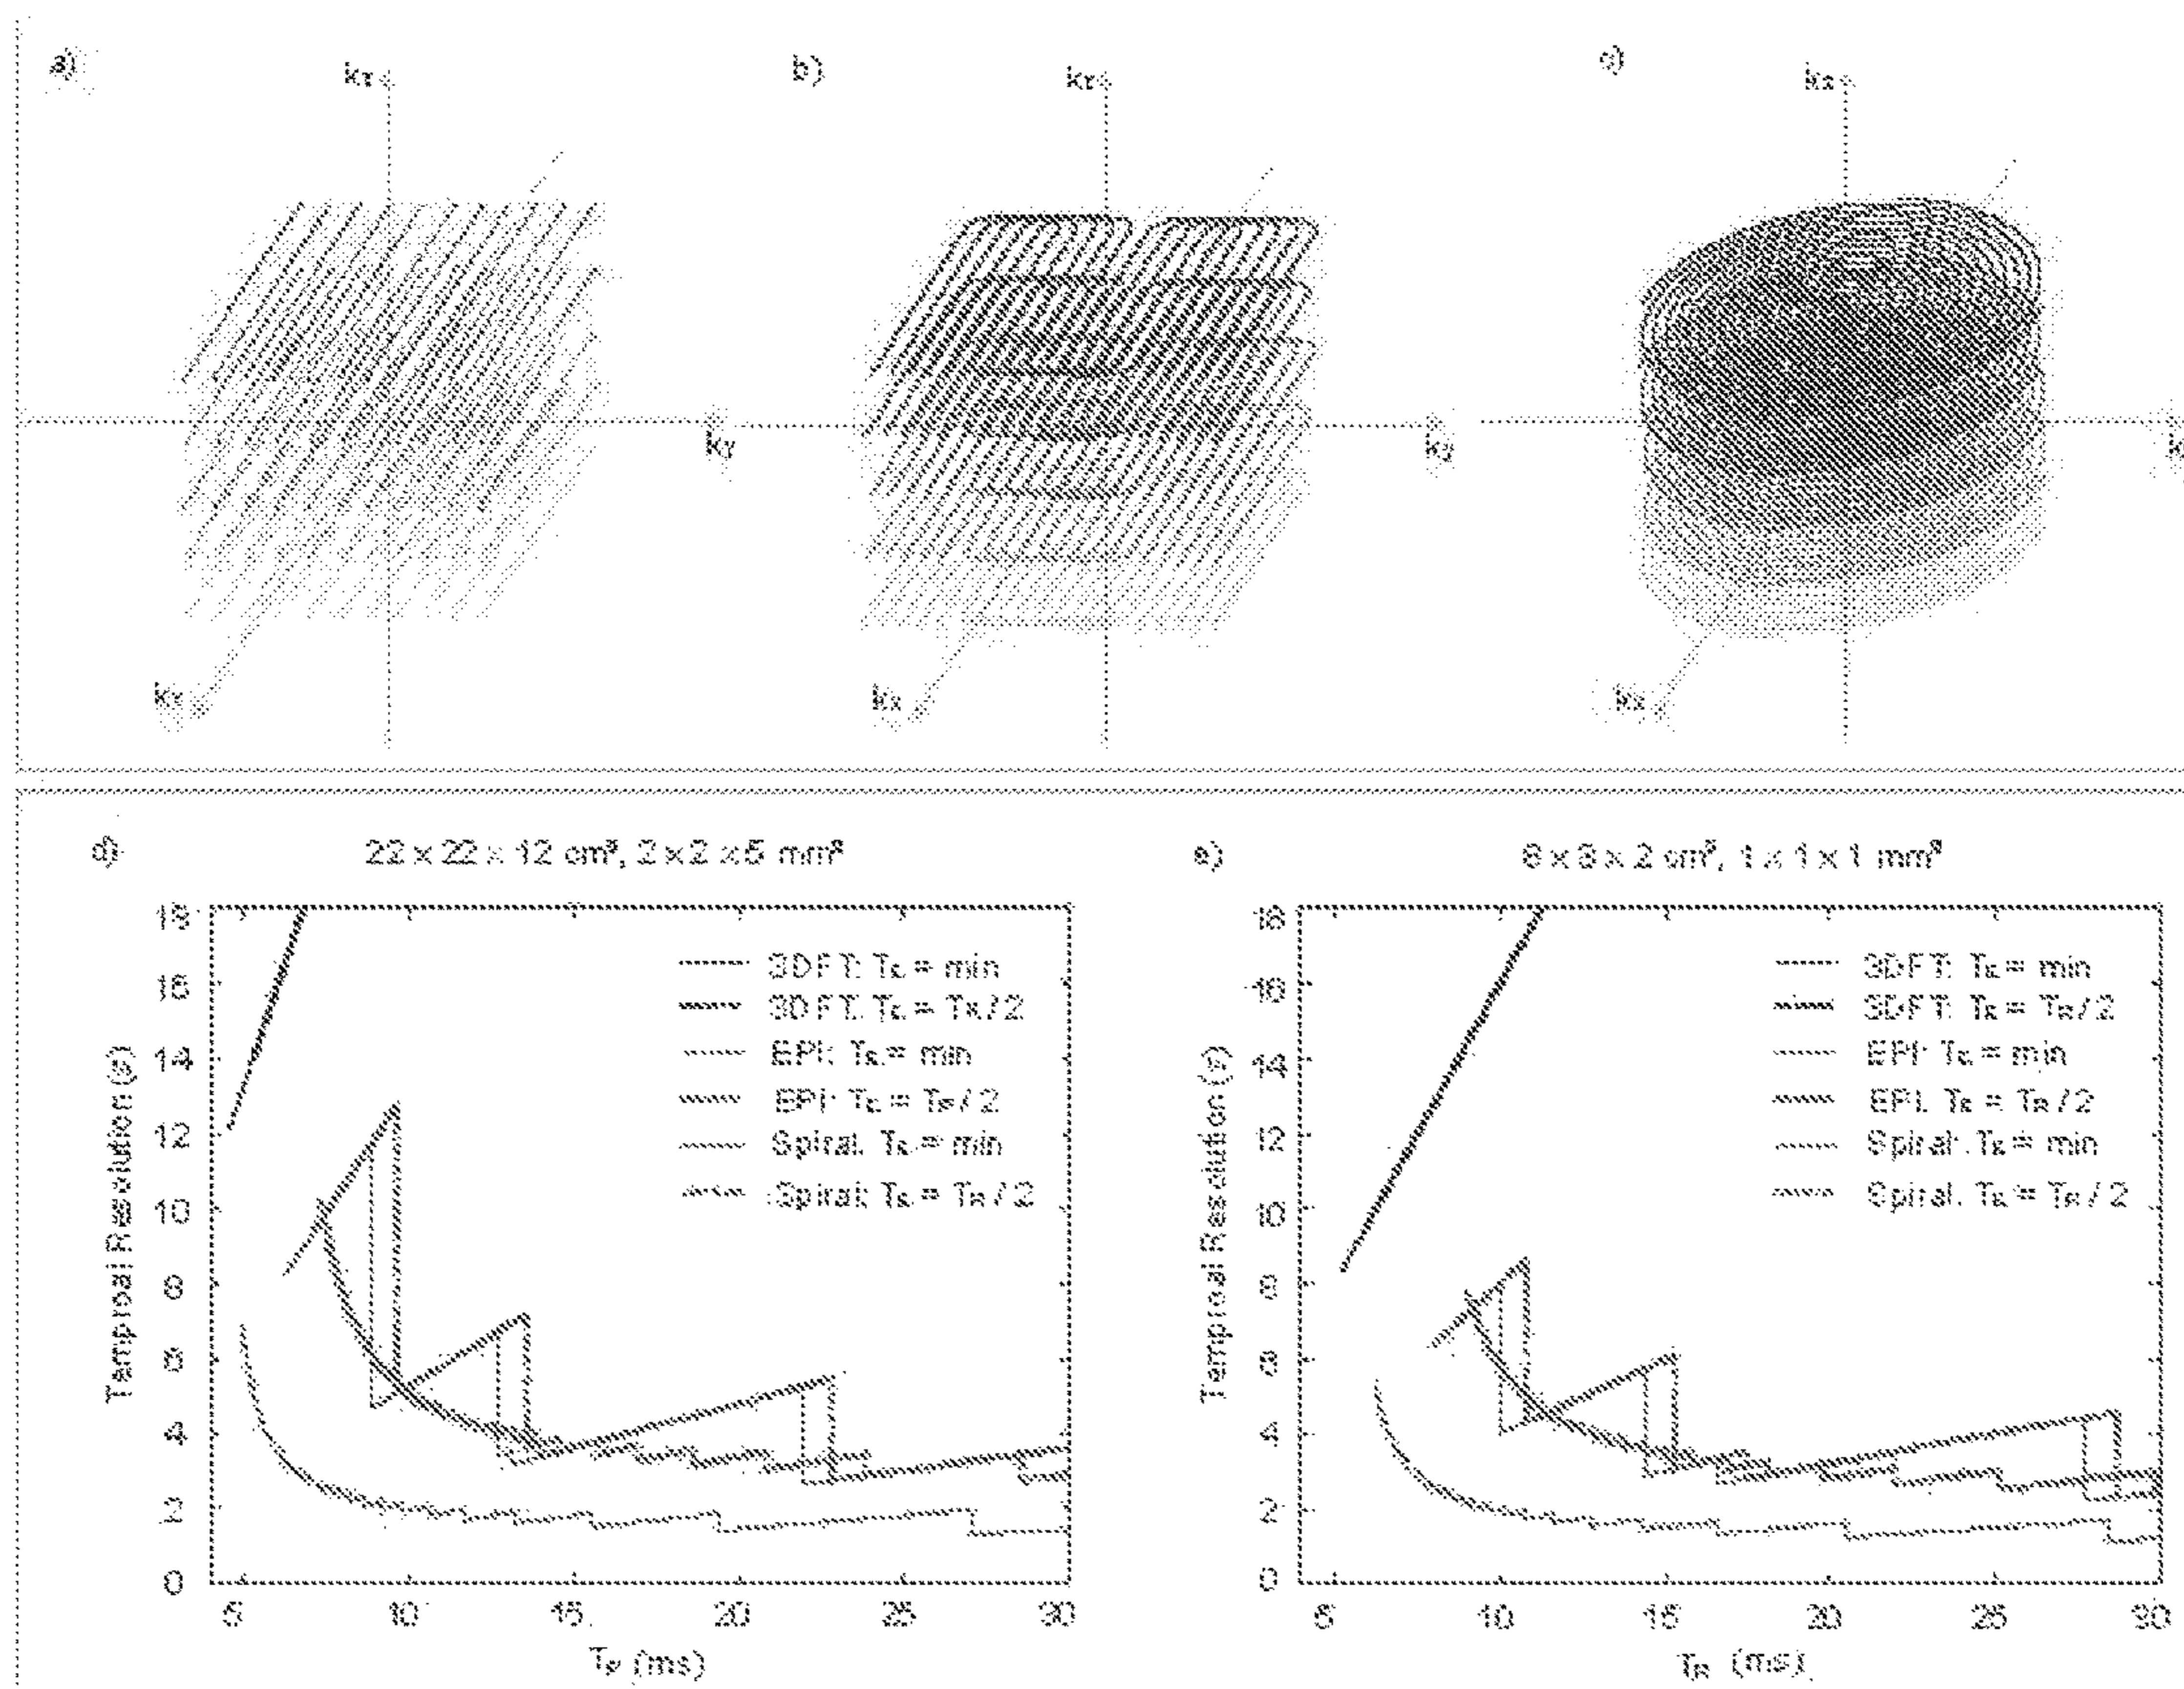 a)
b)
c)
kz
kz
kz
ky
ky
k
kx
kx
kx
d)
22 x 22 x 12 cm³, 2 x 2 x 5 mm³
18
16
14
12
10
8
6
4
2
0
Temproal Resolution (s)
3DFT: TE = min
3DFT: TE = TR / 2
EPI: TE = min
EPI: TE = TR / 2
Spiral: TE = min
Spiral: TE = TR / 2
5
10
15
20
25
30
TR (ms)
e)
8 x 8 x 2 cm³, 1 x 1 x 1 mm³
18
16
14
12
10
8
6
4
2
0
Temproal Resolution (s)
3DFT: TE = min
3DFT: TE = TR / 2
EPI: TE = min
EPI: TE = TR / 2
Spiral: TE = min
Spiral: TE = TR / 2
5
10
15
20
25
30
TR (ms)